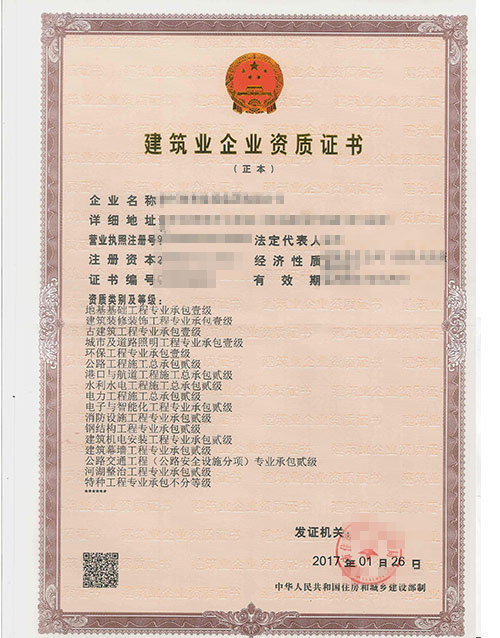 建筑业企业资质证书
（正本）
企业名称
详细地址
营业执照注册号9 法定代表人
注册资本2 经济性质
证书编号 有效期
资质类别及等级：
地基基础工程专业承包壹级
建筑装修装饰工程专业承包壹级
古建筑工程专业承包壹级
城市及道路照明工程专业承包壹级
环保工程专业承包壹级
公路工程施工总承包贰级
港口与航道工程施工总承包贰级
水利水电工程施工总承包贰级
电力工程施工总承包贰级
电子与智能化工程专业承包贰级
消防设施工程专业承包贰级
钢结构工程专业承包贰级
建筑机电安装工程专业承包贰级
建筑幕墙工程专业承包贰级
公路交通工程（公路安全设施分项）专业承包贰级
河湖整治工程专业承包贰级
特种工程专业承包不分等级
******
发证机关：
2017年01月26日
中华人民共和国住房和城乡建设部制